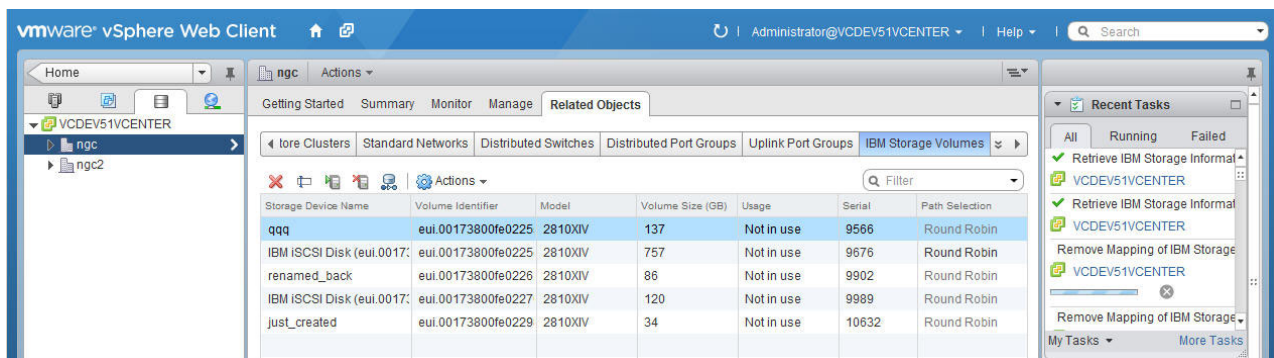 vmware® vSphere Web Client
Administrator@VCDEV51VCENTER | Help | Search
Home
VCDEV51VCENTER
ngc
ngc2
ngc Actions
Getting Started Summary Monitor Manage Related Objects
tore Clusters Standard Networks Distributed Switches Distributed Port Groups Uplink Port Groups IBM Storage Volumes
Actions Filter
Storage Device Name Volume Identifier Model Volume Size (GB) Usage Serial Path Selection
qqq eui.00173800fe0225 2810XIV 137 Not in use 9566 Round Robin
IBM iSCSI Disk (eui.0017 eui.00173800fe0225 2810XIV 757 Not in use 9676 Round Robin
renamed_back eui.00173800fe0226 2810XIV 86 Not in use 9902 Round Robin
IBM iSCSI Disk (eui.0017 eui.00173800fe0227 2810XIV 120 Not in use 9989 Round Robin
just_created eui.00173800fe0229 2810XIV 34 Not in use 10632 Round Robin
Recent Tasks
All Running Failed
Retrieve IBM Storage Informat
VCDEV51VCENTER
Retrieve IBM Storage Informat
VCDEV51VCENTER
Remove Mapping of IBM Storage
VCDEV51VCENTER
Remove Mapping of IBM Storage
My Tasks More Tasks